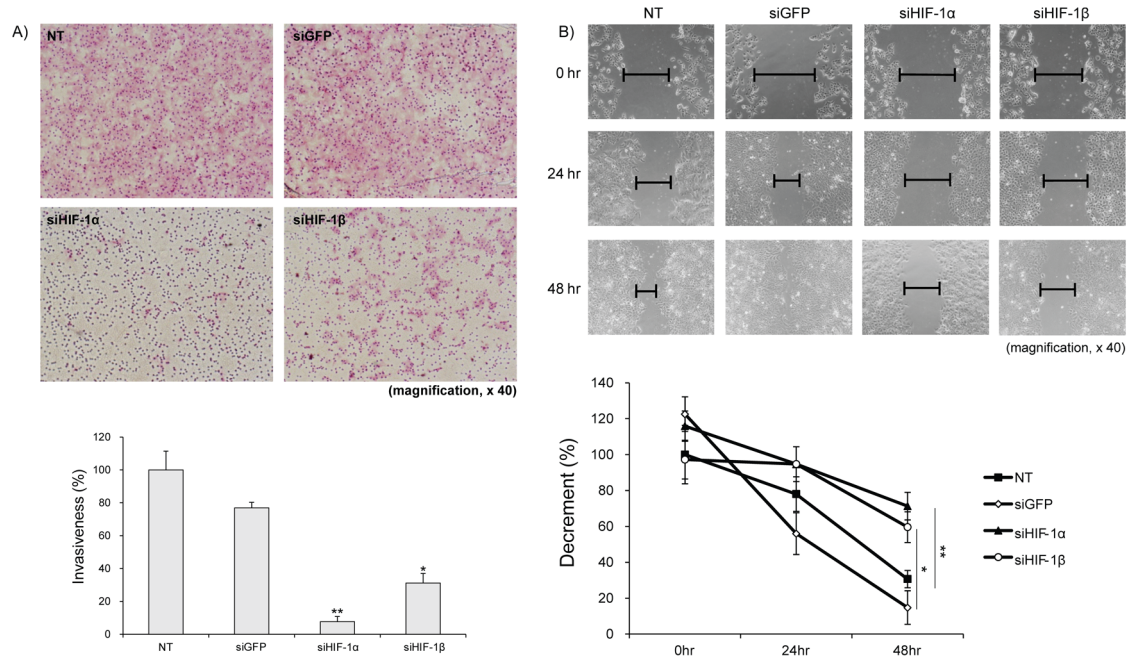 A)
NT
siGFP
siHIF-1α
siHIF-1β
(magnification, x 40)
Invasiveness (%)
120
100
80
60
40
20
0
**
*
NT
siGFP
siHIF-1α
siHIF-1β
B)
NT
siGFP
siHIF-1α
siHIF-1β
0 hr
24 hr
48 hr
(magnification, x 40)
Decrement (%)
140
120
100
80
60
40
20
0
0hr
24hr
48hr
*
**
NT
siGFP
siHIF-1α
siHIF-1β